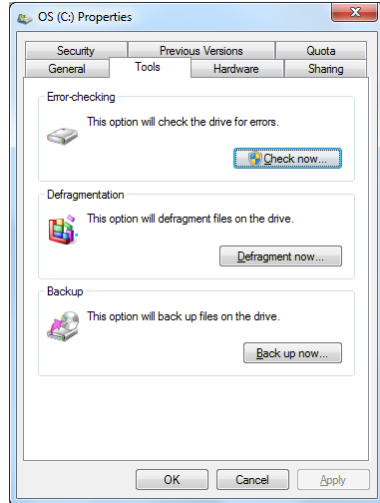 OS (C:) Properties
Security Previous Versions Quota
General Tools Hardware Sharing
Error-checking
This option will check the drive for errors.
Check now...
Defragmentation
This option will defragment files on the drive.
Defragment now...
Backup
This option will back up files on the drive.
Back up now...
OK Cancel Apply